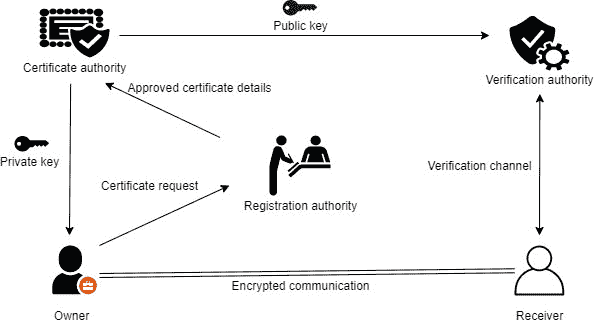 Public key
Certificate authority
Verification authority
Approved certificate details
Private key
Verification channel
Certificate request
Registration authority
Encrypted communication
Owner
Receiver